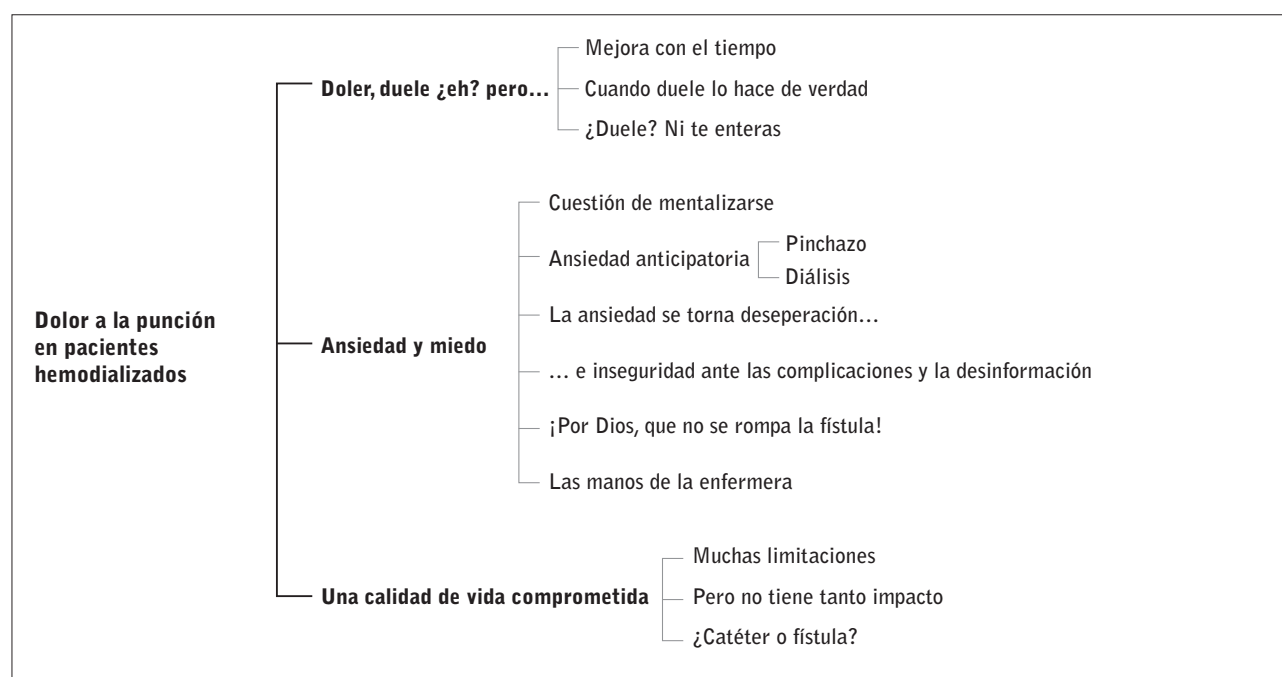 Dolor a la punción
en pacientes
hemodializados
Doler, duele ¿eh? pero...
Mejora con el tiempo
Cuando duele lo hace de verdad
¿Duele? Ni te enteras
Ansiedad y miedo
Cuestión de mentalizarse
Ansiedad anticipatoria
Pinchazo
Diálisis
La ansiedad se torna deseperación...
... e inseguridad ante las complicaciones y la desinformación
¡Por Dios, que no se rompa la fístula!
Las manos de la enfermera
Una calidad de vida comprometida
Muchas limitaciones
Pero no tiene tanto impacto
¿Catéter o fístula?